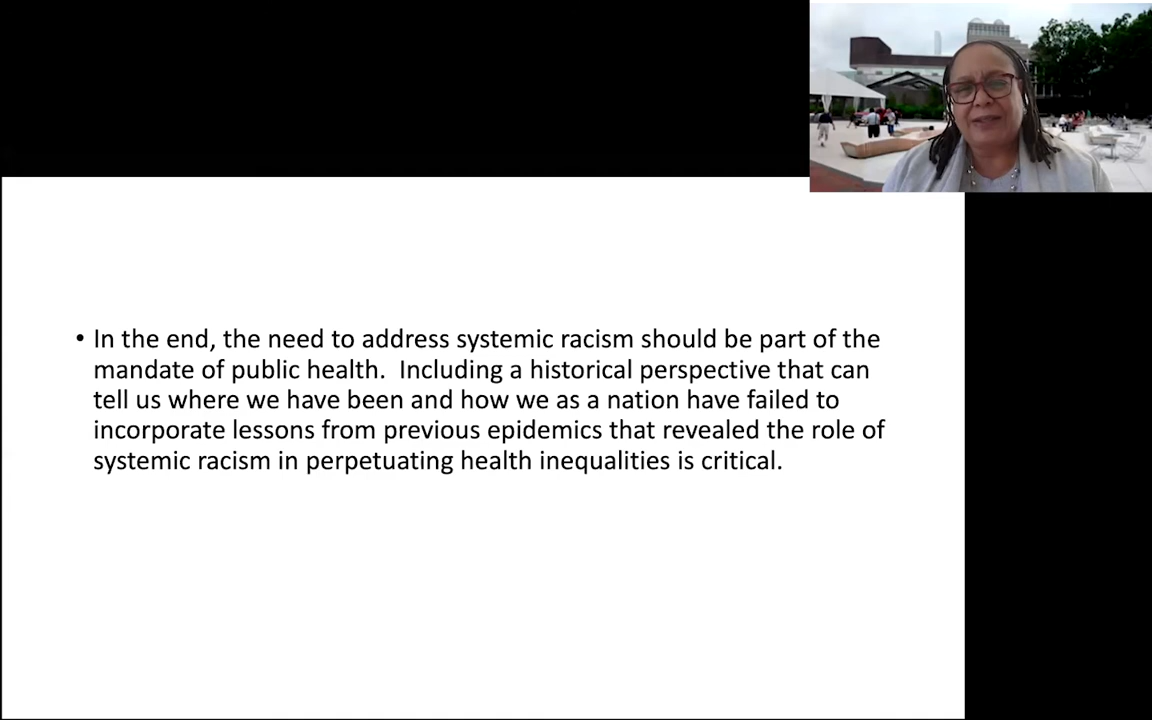 • In the end, the need to address systemic racism should be part of the
mandate of public health.  Including a historical perspective that can
tell us where we have been and how we as a nation have failed to
incorporate lessons from previous epidemics that revealed the role of
systemic racism in perpetuating health inequalities is critical.